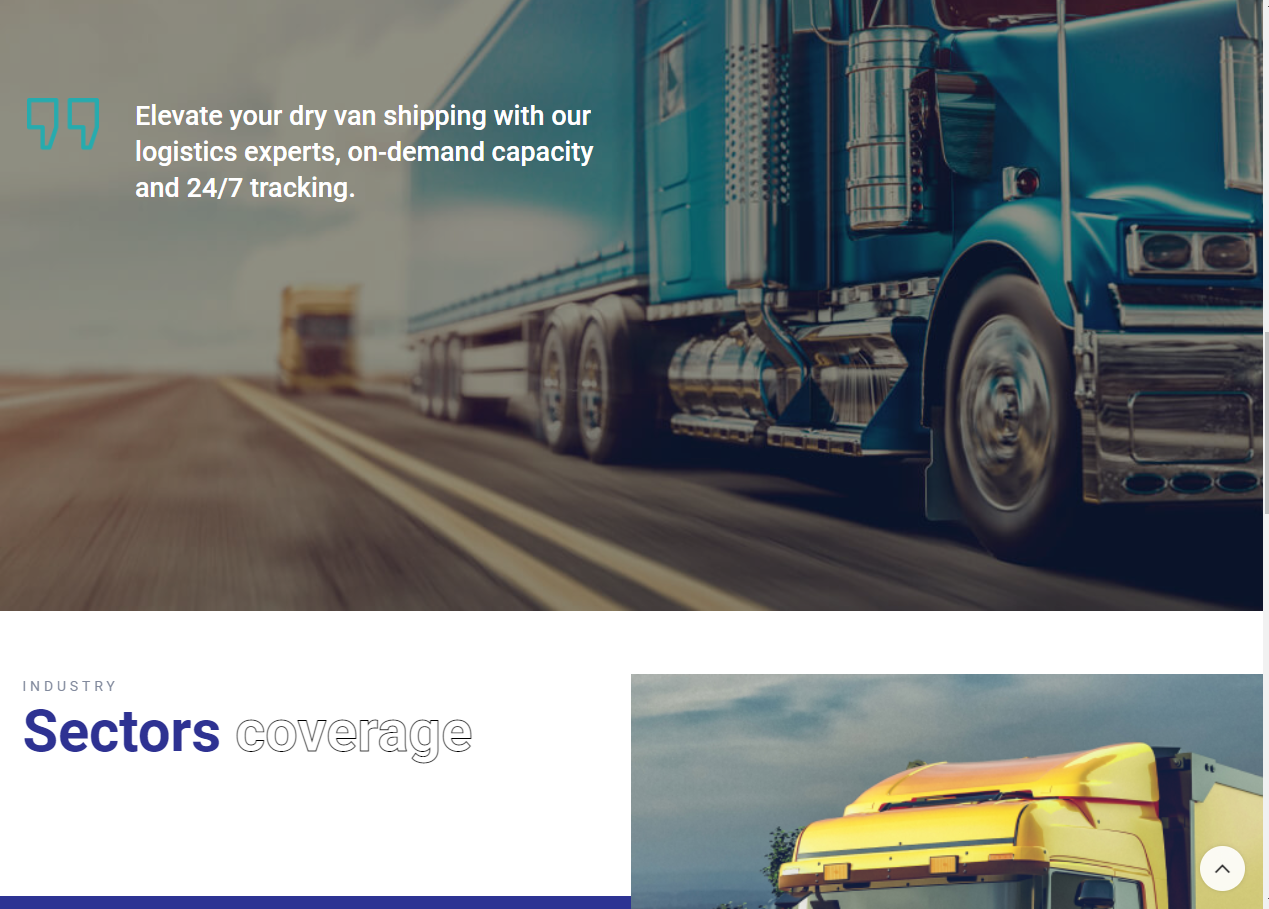 Elevate your dry van shipping with our
logistics experts, on-demand capacity
and 24/7 tracking.
INDUSTRY
Sectors coverage